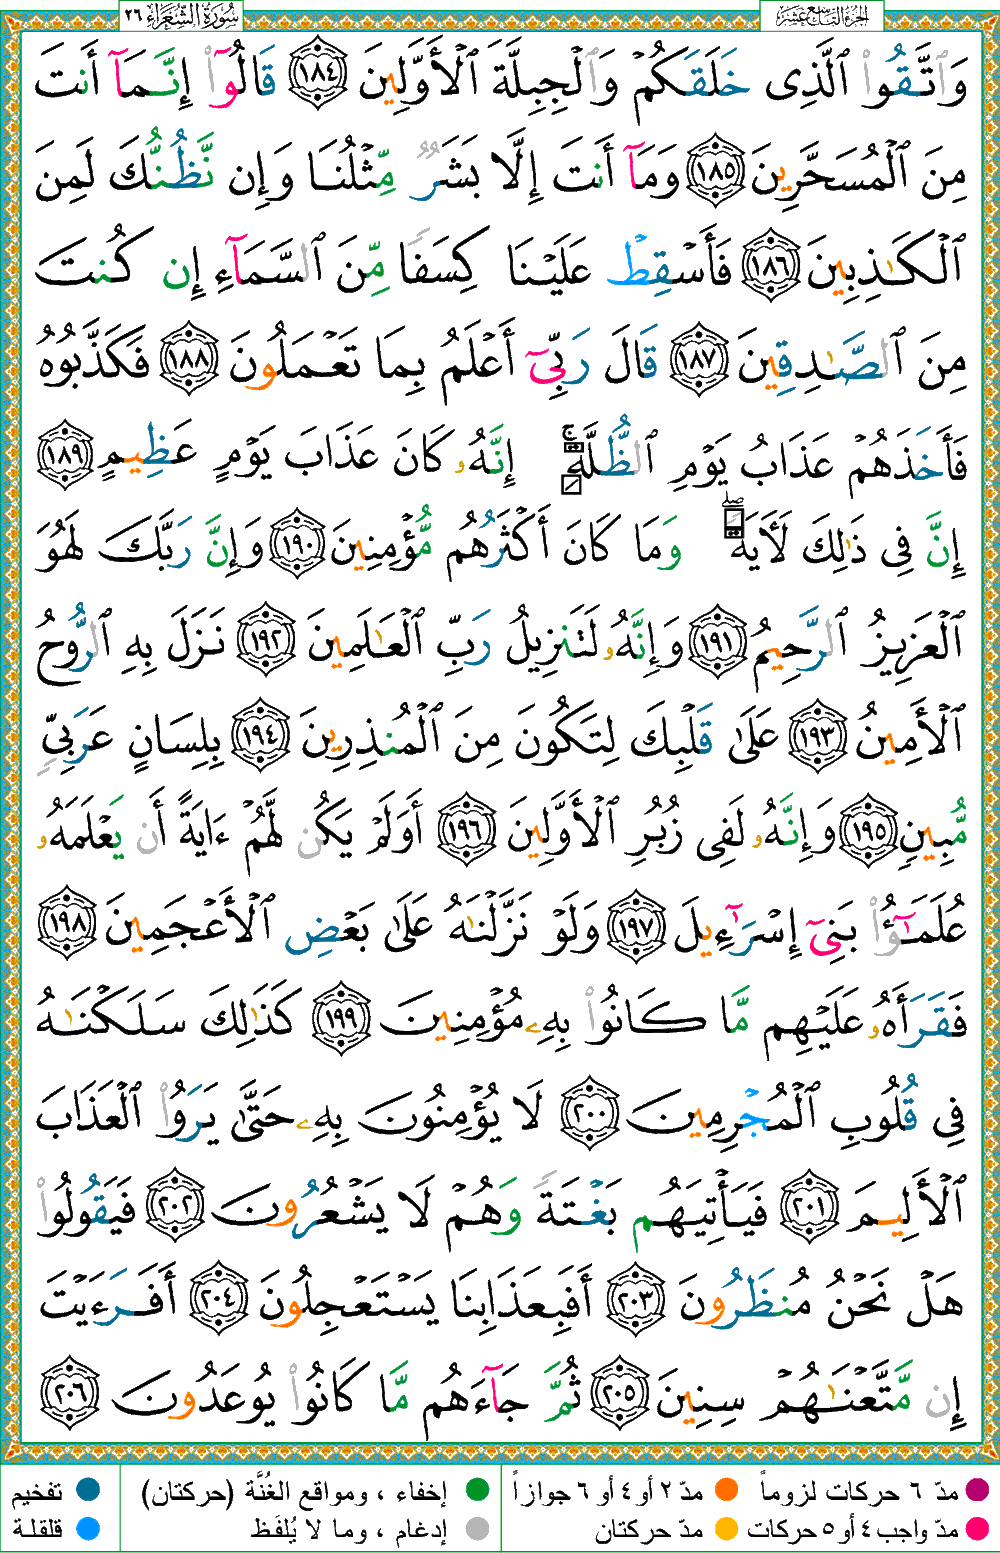 الجزء التاسع عشر
سُورَةُ الشُّعَرَاءِ ٢٦
وَٱتَّقُوا۟ ٱلَّذِى خَلَقَكُمْ وَٱلْجِبِلَّةَ ٱلْأَوَّلِينَ ١٨٤ قَالُوٓا۟ إِنَّمَآ أَنتَ
مِنَ ٱلْمُسَحَّرِينَ ١٨٥ وَمَآ أَنتَ إِلَّا بَشَرٌ مِّثْلُنَا وَإِن نَّظُنُّكَ لَمِنَ
ٱلْكَـٰذِبِينَ ١٨٦ فَأَسْقِطْ عَلَيْنَا كِسَفًا مِّنَ ٱلسَّمَآءِ إِن كُنتَ
مِنَ ٱلصَّـٰدِقِينَ ١٨٧ قَالَ رَبِّىٓ أَعْلَمُ بِمَا تَعْمَلُونَ ١٨٨ فَكَذَّبُوهُ
فَأَخَذَهُمْ عَذَابُ يَوْمِ ٱلظُّلَّةِ ۚ إِنَّهُۥ كَانَ عَذَابَ يَوْمٍ عَظِيمٍ ١٨٩
إِنَّ فِى ذَٰلِكَ لَـَٔايَةً ۖ وَمَا كَانَ أَكْثَرُهُم مُّؤْمِنِينَ ١٩٠ وَإِنَّ رَبَّكَ لَهُوَ
ٱلْعَزِيزُ ٱلرَّحِيمُ ١٩١ وَإِنَّهُۥ لَتَنزِيلُ رَبِّ ٱلْعَـٰلَمِينَ ١٩٢ نَزَلَ بِهِ ٱلرُّوحُ
ٱلْأَمِينُ ١٩٣ عَلَىٰ قَلْبِكَ لِتَكُونَ مِنَ ٱلْمُنذِرِينَ ١٩٤ بِلِسَانٍ عَرَبِىٍّ
مُّبِينٍ ١٩٥ وَإِنَّهُۥ لَفِى زُبُرِ ٱلْأَوَّلِينَ ١٩٦ أَوَلَمْ يَكُن لَّهُمْ ءَايَةً أَن يَعْلَمَهُۥ
عُلَمَـٰٓؤُا۟ بَنِىٓ إِسْرَٰٓءِيلَ ١٩٧ وَلَوْ نَزَّلْنَـٰهُ عَلَىٰ بَعْضِ ٱلْأَعْجَمِينَ ١٩٨
فَقَرَأَهُۥ عَلَيْهِم مَّا كَانُوا۟ بِهِۦ مُؤْمِنِينَ ١٩٩ كَذَٰلِكَ سَلَكْنَـٰهُ
فِى قُلُوبِ ٱلْمُجْرِمِينَ ٢٠٠ لَا يُؤْمِنُونَ بِهِۦ حَتَّىٰ يَرَوُا۟ ٱلْعَذَابَ
ٱلْأَلِيمَ ٢٠١ فَيَأْتِيَهُم بَغْتَةً وَهُمْ لَا يَشْعُرُونَ ٢٠٢ فَيَقُولُوا۟
هَلْ نَحْنُ مُنظَرُونَ ٢٠٣ أَفَبِعَذَابِنَا يَسْتَعْجِلُونَ ٢٠٤ أَفَرَءَيْتَ
إِن مَّتَّعْنَـٰهُمْ سِنِينَ ٢٠٥ ثُمَّ جَآءَهُم مَّا كَانُوا۟ يُوعَدُونَ ٢٠٦
مدّ ٦ حركات لزوماً مدّ ٢ أو ٤ أو ٦ جوازاً إخفاء ، ومواقع الغُنَّة (حركتان) تفخيم
مدّ واجب ٤ أو ٥ حركات مدّ حركتان إدغام ، وما لا يُلفَظ قلقلة